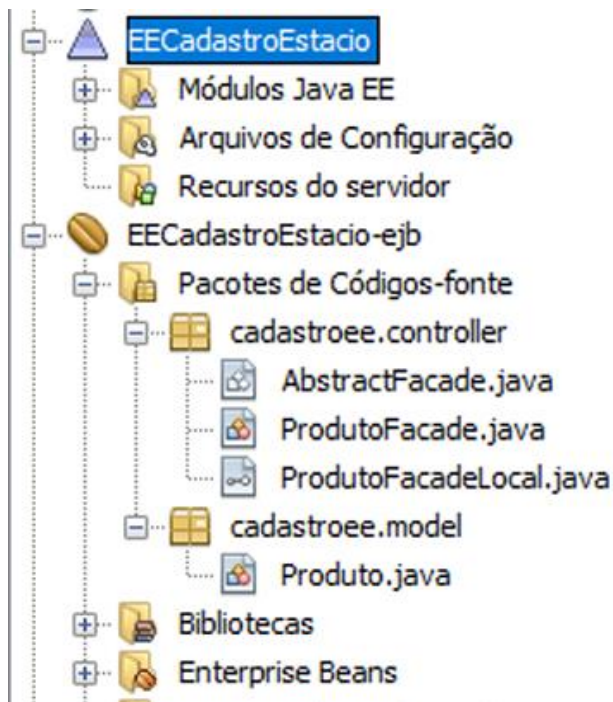 EECadastroEstacio
Módulos Java EE
Arquivos de Configuração
Recursos do servidor
EECadastroEstacio-ejb
Pacotes de Códigos-fonte
cadastroee.controller
AbstractFacade.java
ProdutoFacade.java
ProdutoFacadeLocal.java
cadastroee.model
Produto.java
Bibliotecas
Enterprise Beans